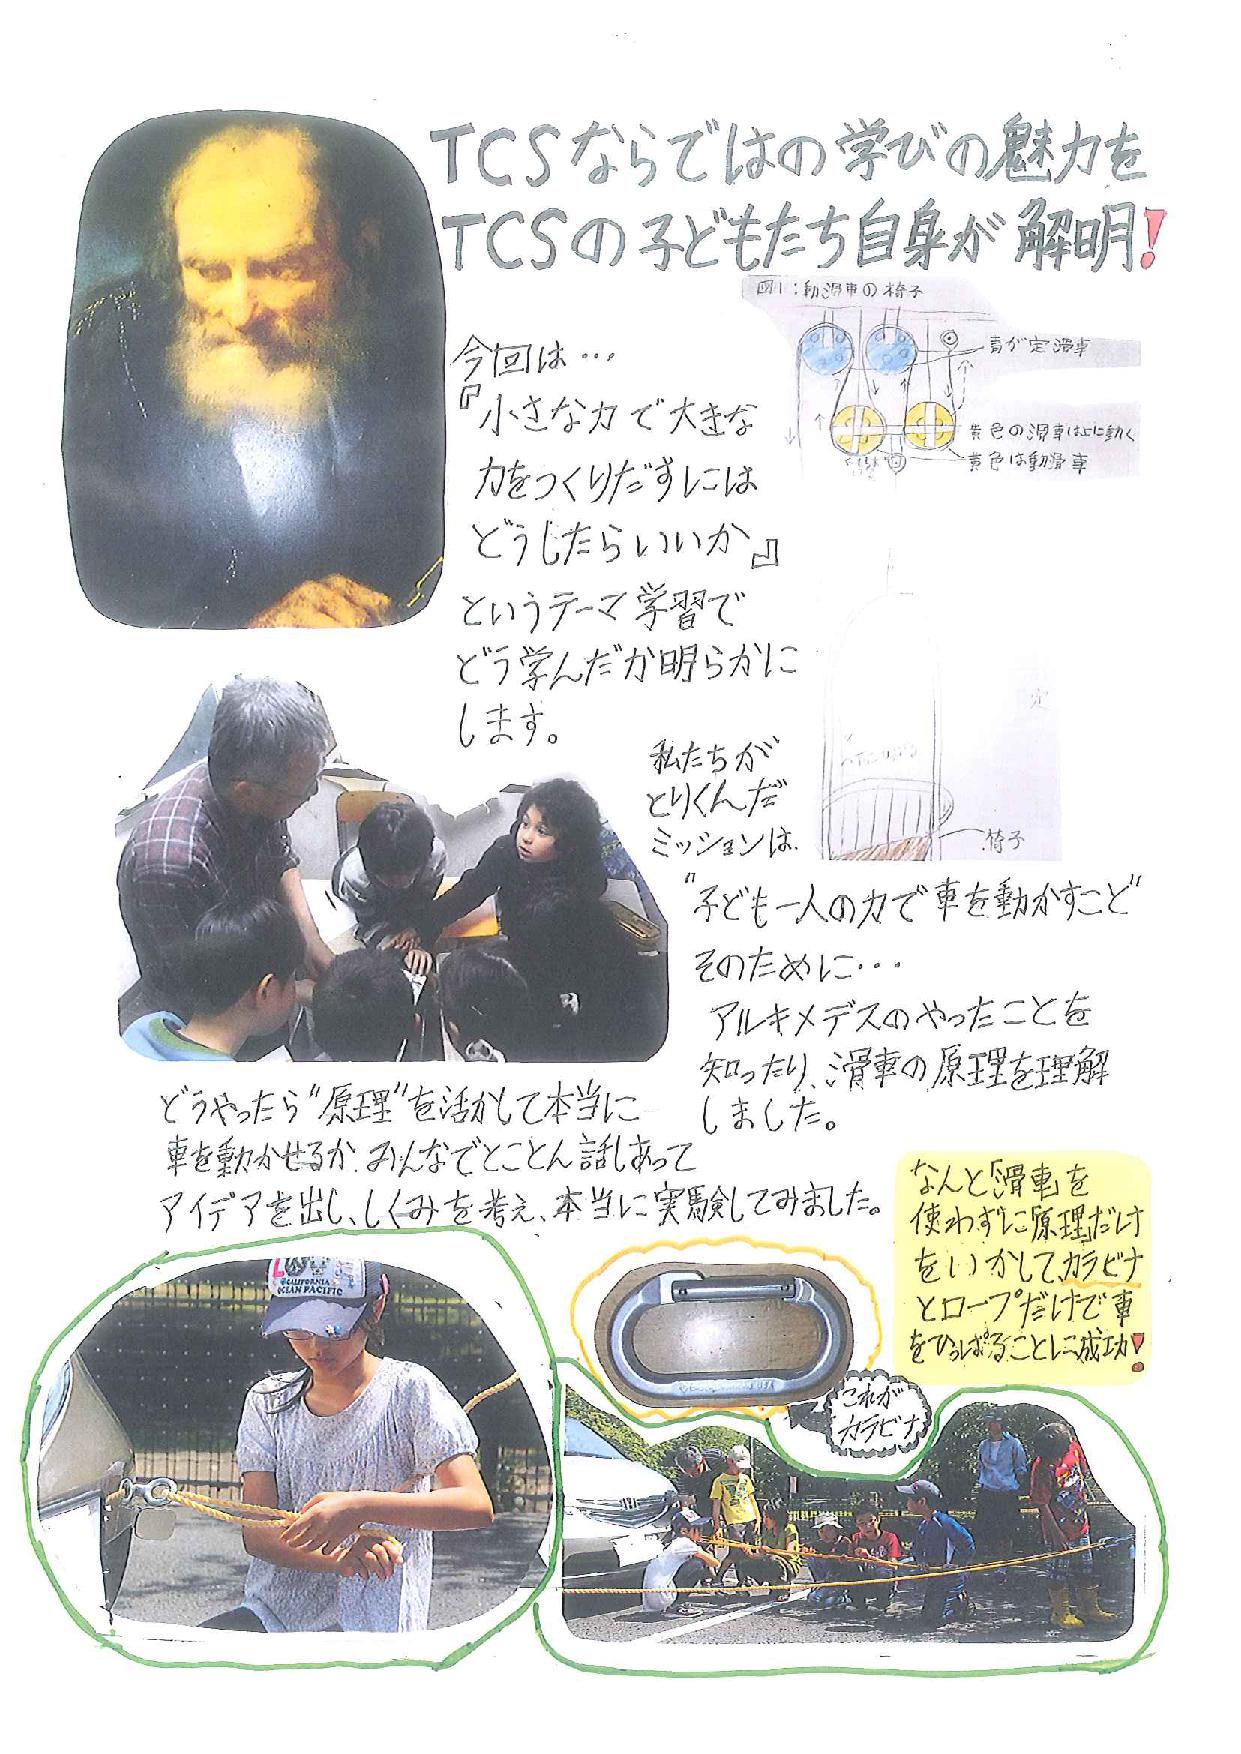 TCSならではの学びの魅力を
TCSの子どもたち自身が解明!
図1:動滑車の椅子
青が定滑車
黄色の滑車は上に動く
黄色は動滑車
今回は…
『小さな力で大きな
力をつくりだすには
どうしたらいいか』
というテーマ学習で
どう学んだか明らかに
します。
定
椅子
私たちが
とりくんだ
ミッションは、
"子ども一人の力で車を動かすこと"
そのために…
アルキメデスのやったことを
知ったり、滑車の原理を理解
しました。
どうやったら"原理"を活かして本当に
車を動かせるか、みんなでとことん話しあって
アイデアを出し、しくみを考え、本当に実験してみました。
なんと「滑車」を
使わずに「原理」だけ
をいかして、カラビナ
とロープだけで車
をひっぱることに成功!
これが
カラビナ
CALIFORNIA
OCEAN PACIFIC